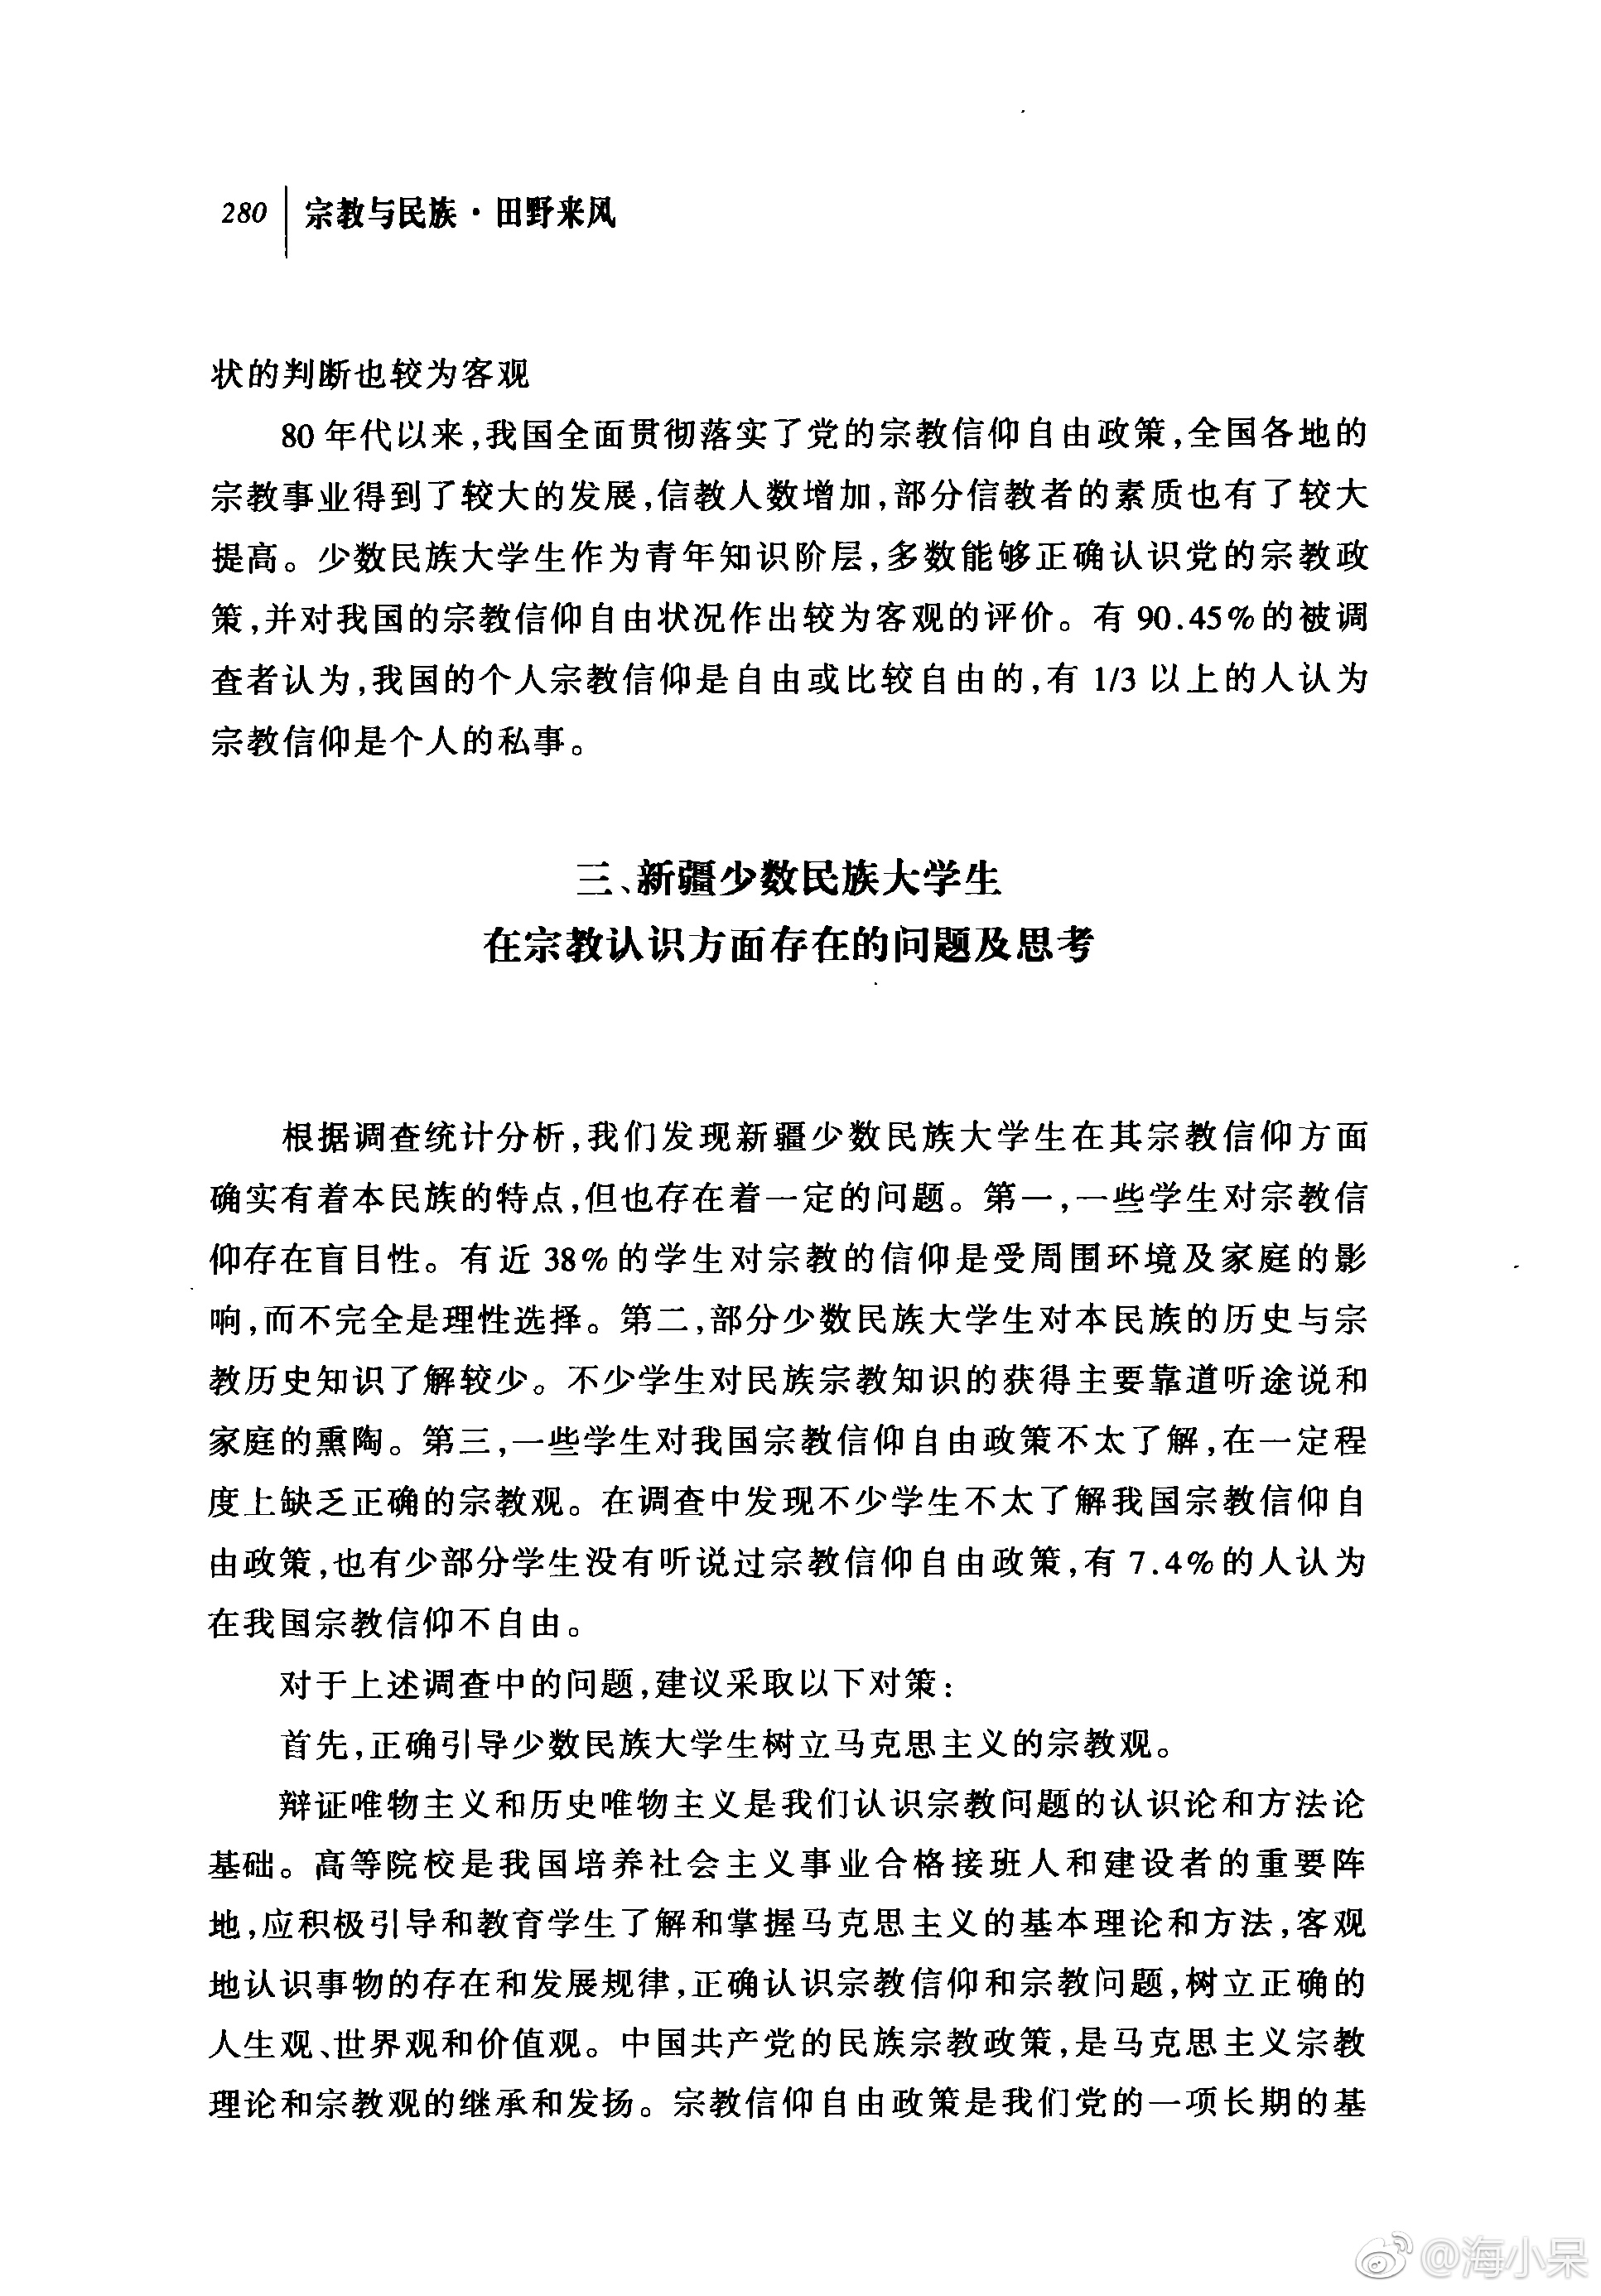 280 宗教与民族·田野来风
状的判断也较为客观
80 年代以来,我国全面贯彻落实了党的宗教信仰自由政策,全国各地的
宗教事业得到了较大的发展,信教人数增加,部分信教者的素质也有了较大
提高。少数民族大学生作为青年知识阶层,多数能够正确认识党的宗教政
策,并对我国的宗教信仰自由状况作出较为客观的评价。有 90.45%的被调
查者认为,我国的个人宗教信仰是自由或比较自由的,有 1/3 以上的人认为
宗教信仰是个人的私事。
三、新疆少数民族大学生
在宗教认识方面存在的问题及思考
根据调查统计分析,我们发现新疆少数民族大学生在其宗教信仰方面
确实有着本民族的特点,但也存在着一定的问题。第一,一些学生对宗教信
仰存在盲目性。有近 38%的学生对宗教的信仰是受周围环境及家庭的影
响,而不完全是理性选择。第二,部分少数民族大学生对本民族的历史与宗
教历史知识了解较少。不少学生对民族宗教知识的获得主要靠道听途说和
家庭的熏陶。第三,一些学生对我国宗教信仰自由政策不太了解,在一定程
度上缺乏正确的宗教观。在调查中发现不少学生不太了解我国宗教信仰自
由政策,也有少部分学生没有听说过宗教信仰自由政策,有 7.4%的人认为
在我国宗教信仰不自由。
对于上述调查中的问题,建议采取以下对策:
首先,正确引导少数民族大学生树立马克思主义的宗教观。
辩证唯物主义和历史唯物主义是我们认识宗教问题的认识论和方法论
基础。高等院校是我国培养社会主义事业合格接班人和建设者的重要阵
地,应积极引导和教育学生了解和掌握马克思主义的基本理论和方法,客观
地认识事物的存在和发展规律,正确认识宗教信仰和宗教问题,树立正确的
人生观、世界观和价值观。中国共产党的民族宗教政策,是马克思主义宗教
理论和宗教观的继承和发扬。宗教信仰自由政策是我们党的一项长期的基
@海小呆